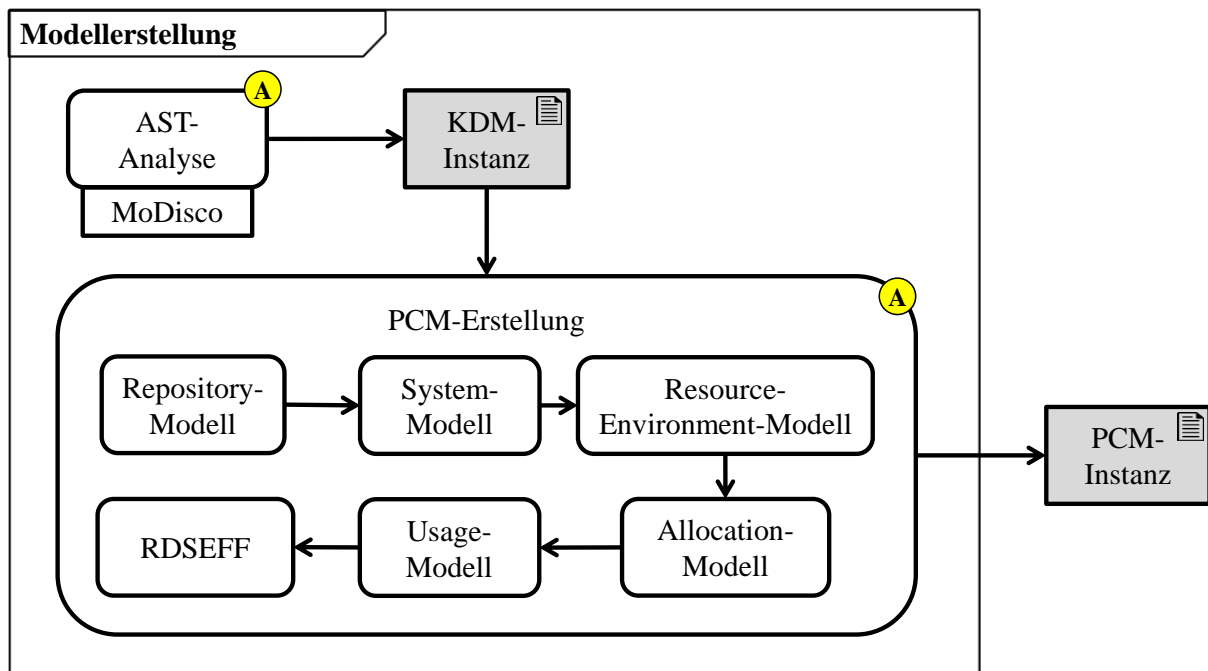 Modellerstellung
A
AST-
Analyse
MoDisco
KDM-
Instanz
A
PCM-Erstellung
Repository-
Modell
System-
Modell
Resource-
Environment-Modell
PCM-
Instanz
RDSEFF
Usage-
Modell
Allocation-
Modell